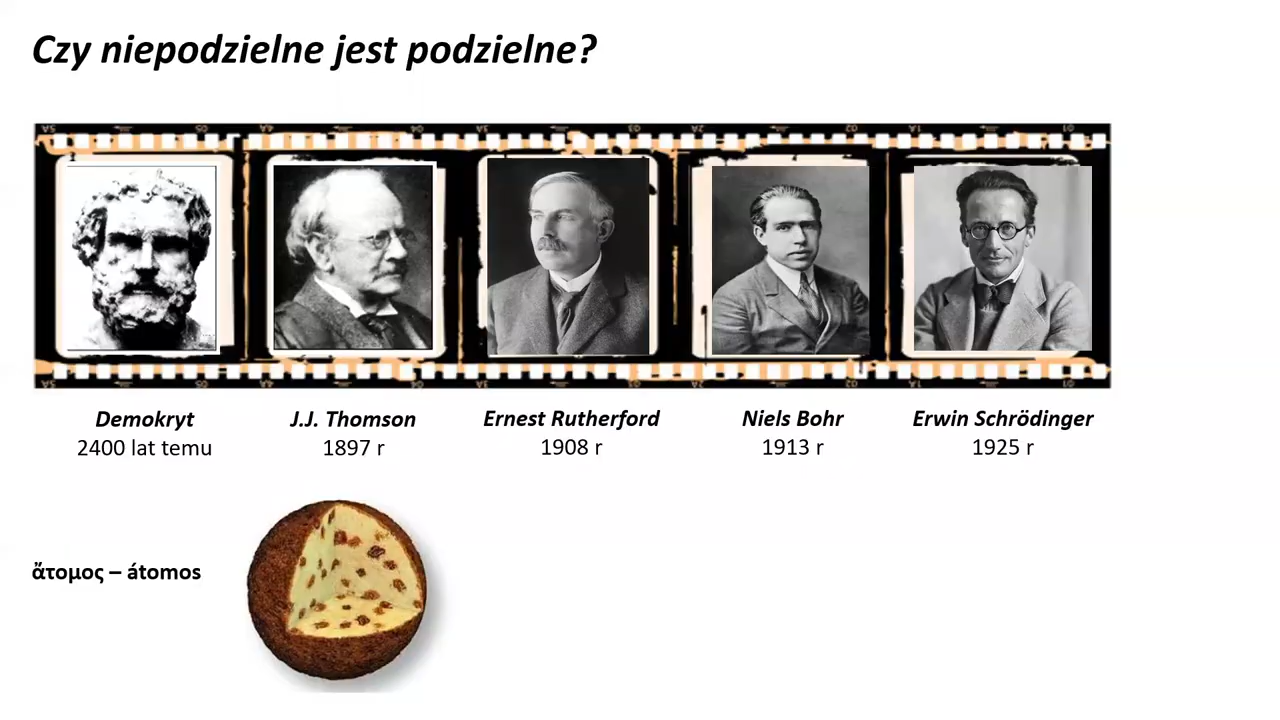 Czy niepodzielne jest podzielne?
Demokryt
2400 lat temu
J.J. Thomson
1897 r
Ernest Rutherford
1908 r
Niels Bohr
1913 r
Erwin Schrödinger
1925 r
ἄτομος – átomos